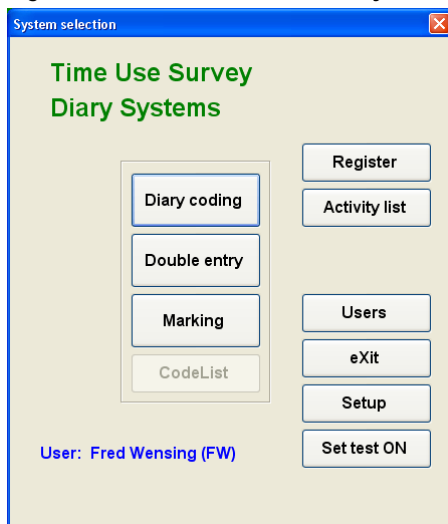 System selection
Time Use Survey
Diary Systems
Register
Diary coding
Activity list
Double entry
Marking
Users
CodeList
eXit
Setup
User: Fred Wensing (FW)
Set test ON